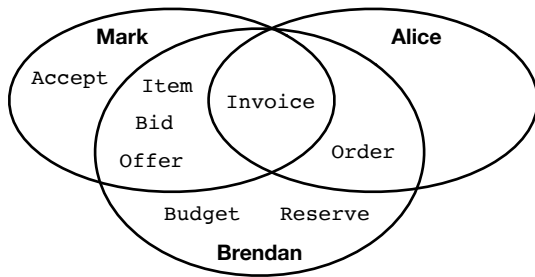 Mark
Alice
Accept
Item
Bid
Offer
Invoice
Order
Budget
Reserve
Brendan